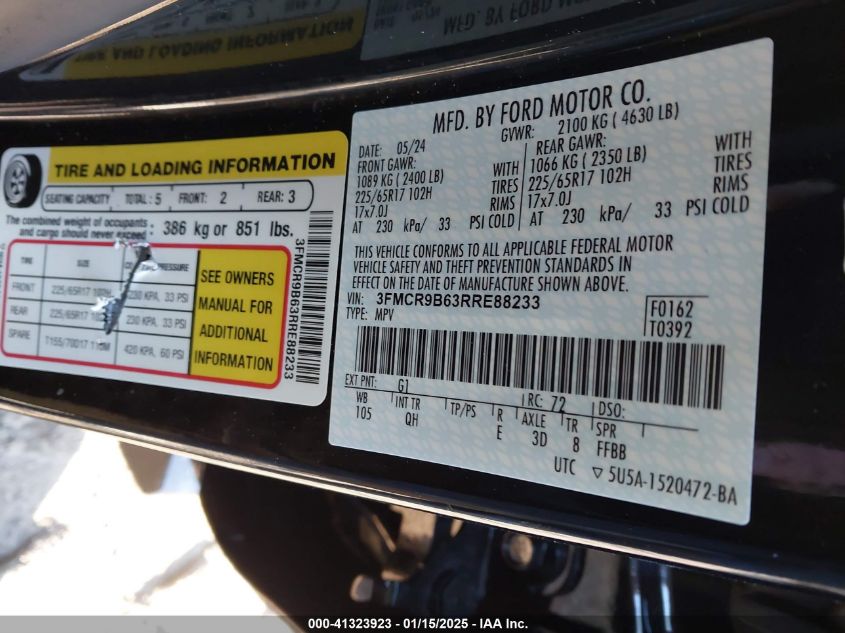 TIRE AND LOADING INFORMATION
SEATING CAPACITY TOTAL: 5 FRONT: 2 REAR: 3
The combined weight of occupants and cargo should never exceed: 386 kg or 851 lbs.
TIRE SIZE PRESSURE
FRONT 225/65R17 102H 230 KPA, 33 PSI
REAR 225/65R17 230 KPA, 33 PSI
SPARE T155/70D17 420 KPA, 60 PSI
SEE OWNERS
MANUAL FOR
ADDITIONAL
INFORMATION
3FMCR9B63RRE88233
MFD. BY FORD MOTOR CO.
DATE: 05/24 GVWR: 2100 KG (4630 LB)
FRONT GAWR: REAR GAWR:
1089 KG (2400 LB) WITH 1066 KG (2350 LB) WITH
225/65R17 102H TIRES 225/65R17 102H TIRES
17x7.0J RIMS 17x7.0J RIMS
AT 230 kPa/ 33 PSI COLD AT 230 kPa/ 33 PSI COLD
THIS VEHICLE CONFORMS TO ALL APPLICABLE FEDERAL MOTOR
VEHICLE SAFETY AND THEFT PREVENTION STANDARDS IN
EFFECT ON THE DATE OF MANUFACTURE SHOWN ABOVE.
VIN: 3FMCR9B63RRE88233
TYPE: MPV
F0162
T0392
EXT PNT: G1 RC: 72 DSO:
WB INT TR TP/PS R AXLE TR SPR
105 QH E 3D 8 FFBB
UTC ▽ 5U5A-1520472-BA
000-41323923 - 01/15/2025 - IAA Inc.